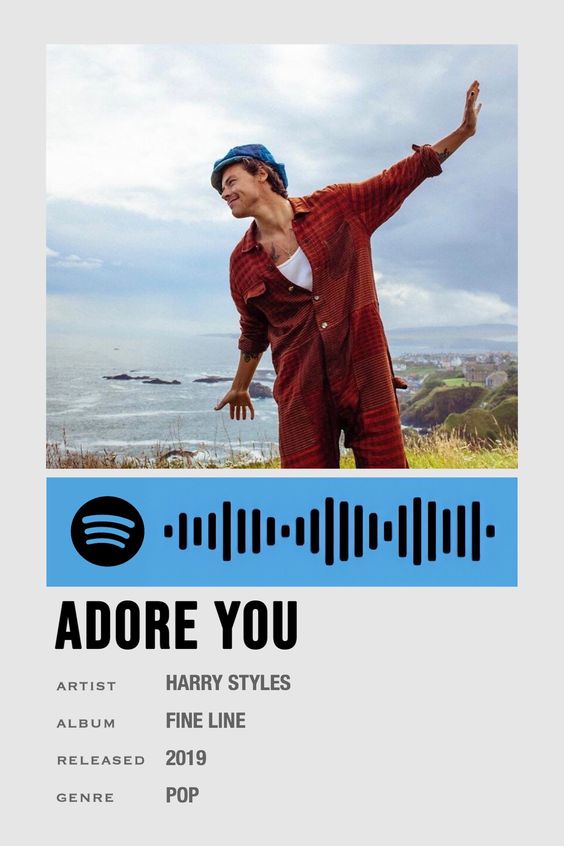 ADORE YOU
ARTIST HARRY STYLES
ALBUM FINE LINE
RELEASED 2019
GENRE POP